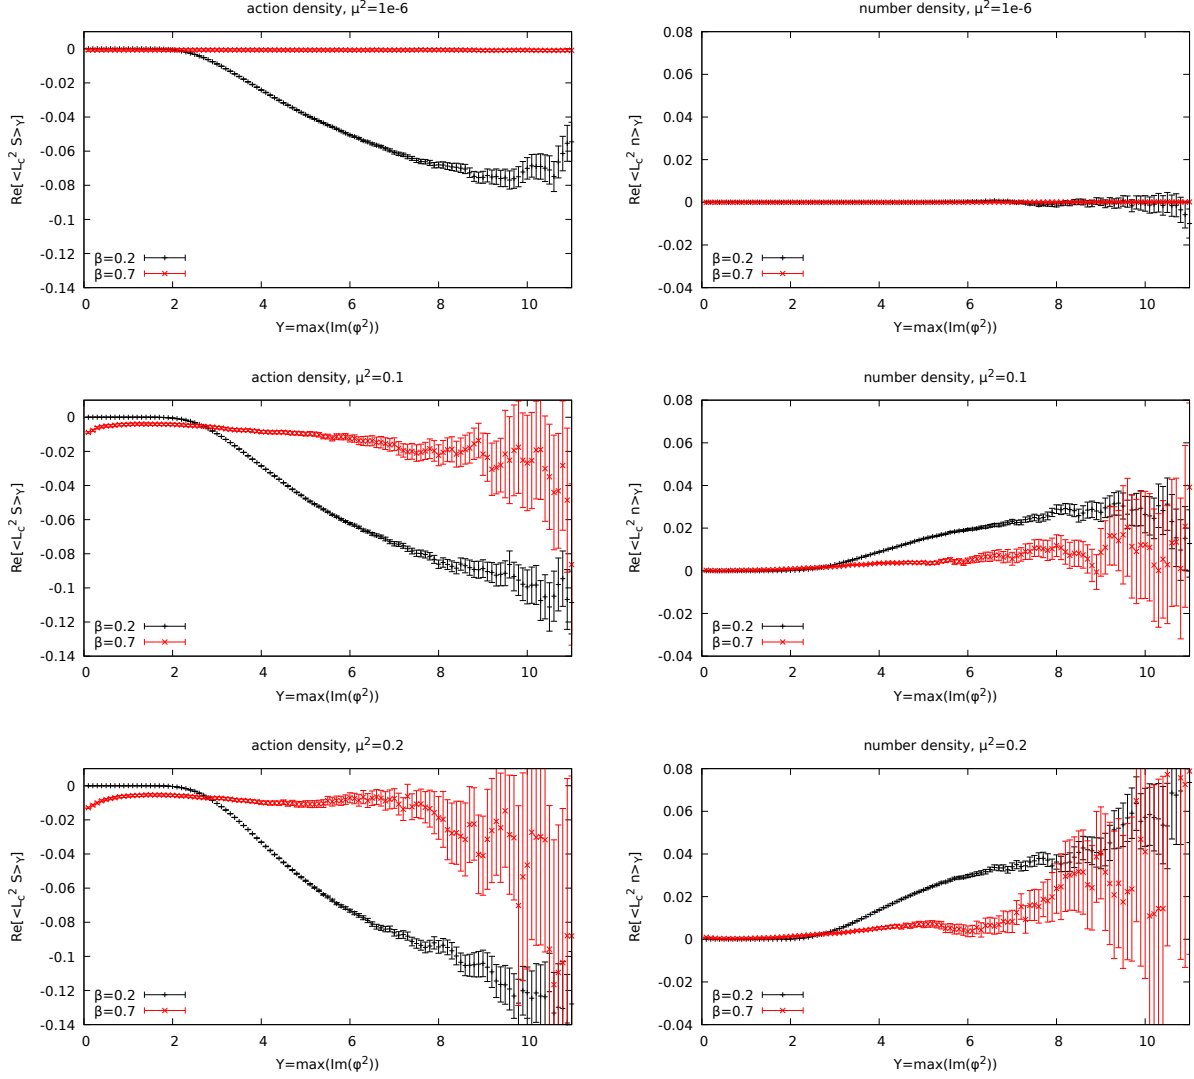 action density, μ²=1e-6
Re[<L_c² S>_Y]
0
-0.02
-0.04
-0.06
-0.08
-0.1
-0.12
-0.14
β=0.2
β=0.7
0 2 4 6 8 10
Y=max(Im(φ²))
number density, μ²=1e-6
Re[<L_c² n>_Y]
0.08
0.06
0.04
0.02
0
-0.02
-0.04
β=0.2
β=0.7
0 2 4 6 8 10
Y=max(Im(φ²))
action density, μ²=0.1
Re[<L_c² S>_Y]
0
-0.02
-0.04
-0.06
-0.08
-0.1
-0.12
-0.14
β=0.2
β=0.7
0 2 4 6 8 10
Y=max(Im(φ²))
number density, μ²=0.1
Re[<L_c² n>_Y]
0.08
0.06
0.04
0.02
0
-0.02
-0.04
β=0.2
β=0.7
0 2 4 6 8 10
Y=max(Im(φ²))
action density, μ²=0.2
Re[<L_c² S>_Y]
0
-0.02
-0.04
-0.06
-0.08
-0.1
-0.12
-0.14
β=0.2
β=0.7
0 2 4 6 8 10
Y=max(Im(φ²))
number density, μ²=0.2
Re[<L_c² n>_Y]
0.08
0.06
0.04
0.02
0
-0.02
-0.04
β=0.2
β=0.7
0 2 4 6 8 10
Y=max(Im(φ²))